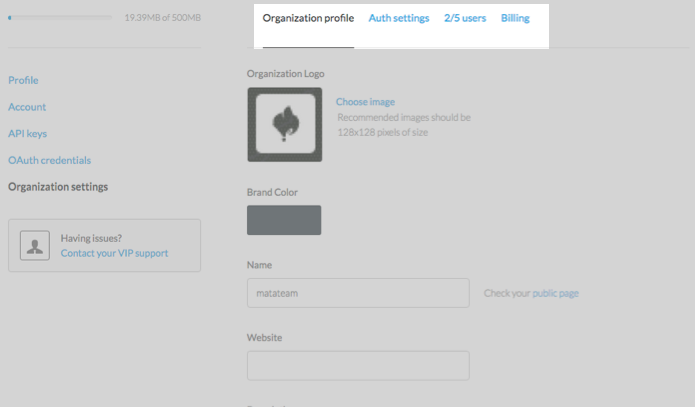 19.39MB of 500MB
Organization profile Auth settings 2/5 users Billing
Profile
Account
API keys
OAuth credentials
Organization settings
Having issues?
Contact your VIP support
Organization Logo
Choose image
Recommended images should be
128x128 pixels of size
Brand Color
Name
matateam
Check your public page
Website